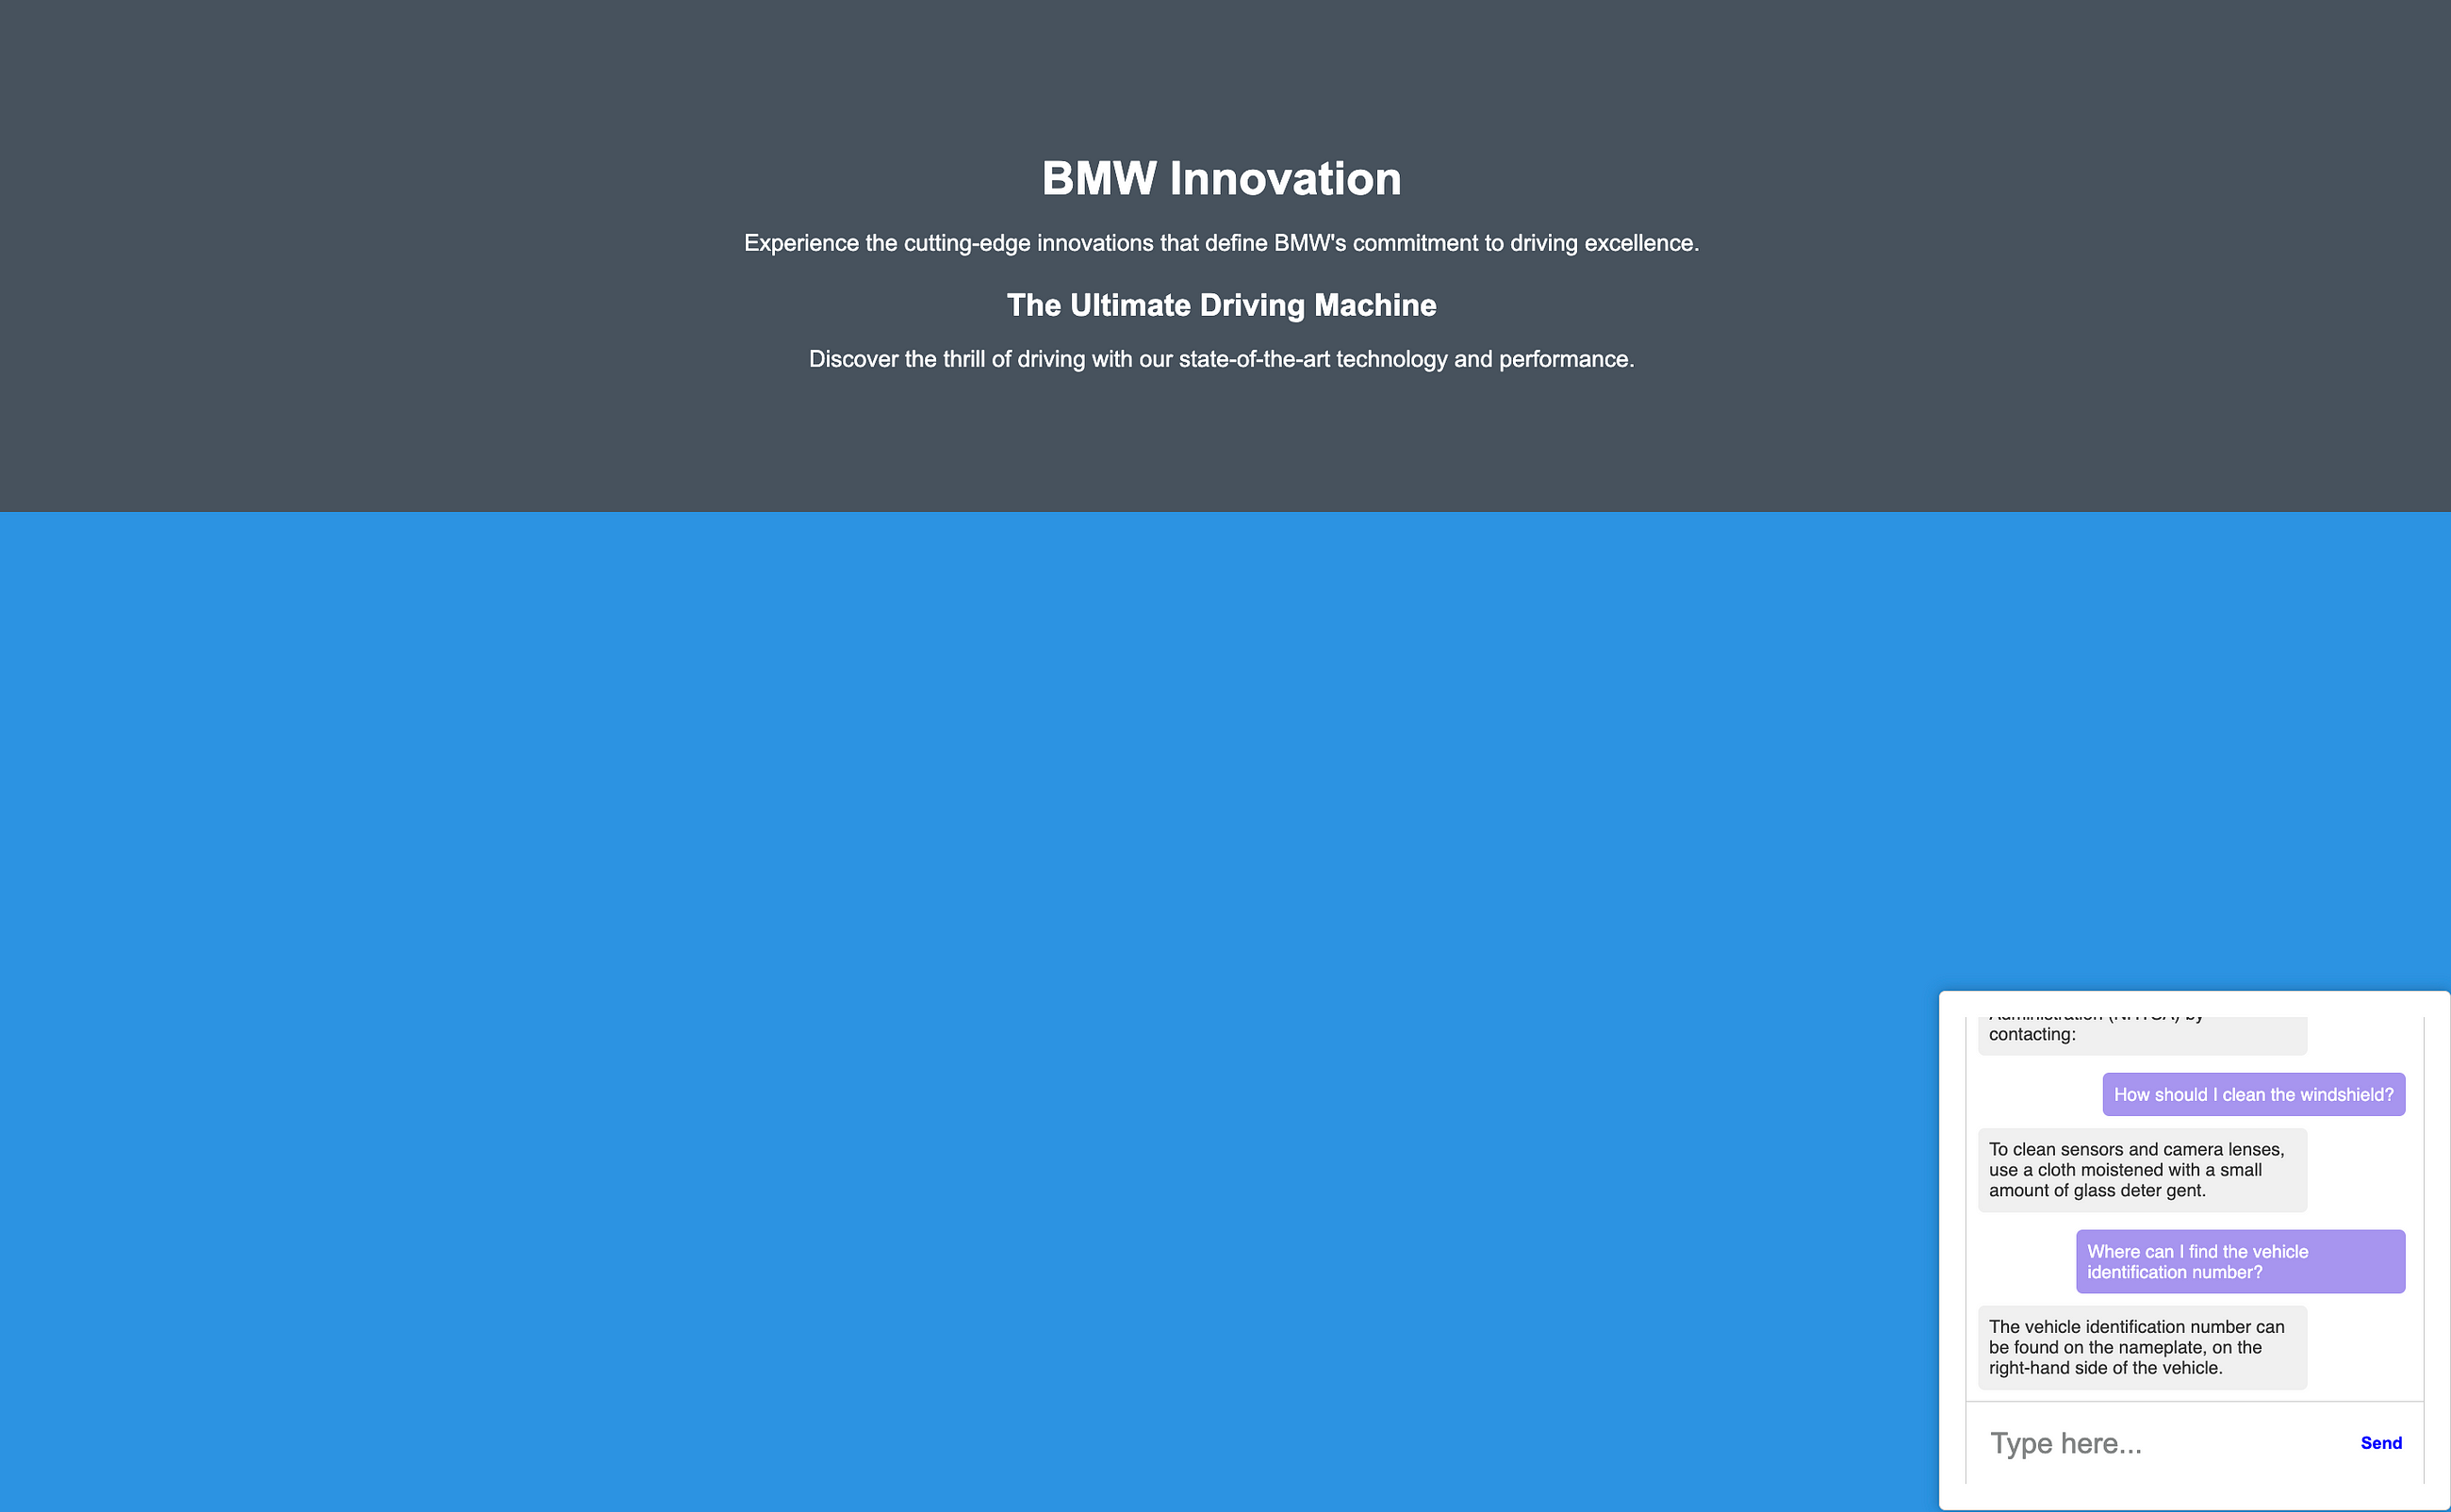 BMW Innovation
Experience the cutting-edge innovations that define BMW's commitment to driving excellence.
The Ultimate Driving Machine
Discover the thrill of driving with our state-of-the-art technology and performance.
Administration (NHTSA) by
contacting:
How should I clean the windshield?
To clean sensors and camera lenses,
use a cloth moistened with a small
amount of glass deter gent.
Where can I find the vehicle
identification number?
The vehicle identification number can
be found on the nameplate, on the
right-hand side of the vehicle.
Type here... Send